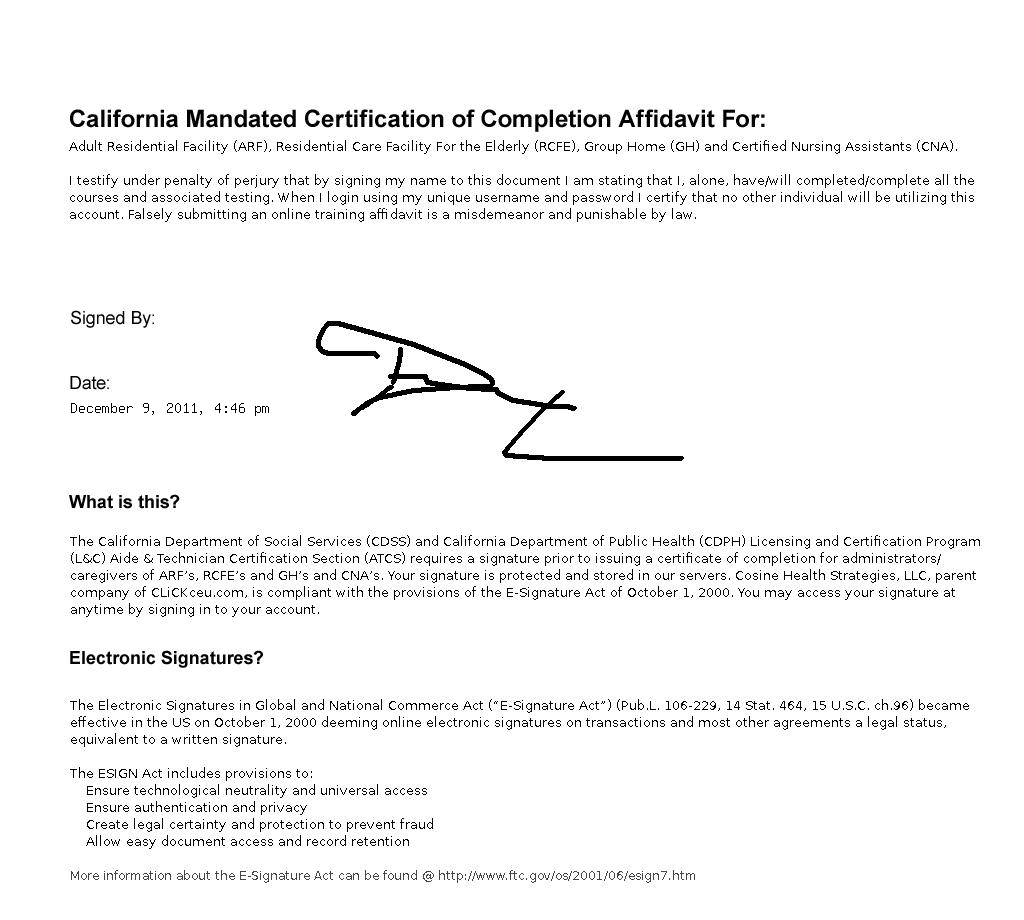 California Mandated Certification of Completion Affidavit For:
Adult Residential Facility (ARF), Residential Care Facility For the Elderly (RCFE), Group Home (GH) and Certified Nursing Assistants (CNA).
I testify under penalty of perjury that by signing my name to this document I am stating that I, alone, have/will completed/complete all the
courses and associated testing. When I login using my unique username and password I certify that no other individual will be utilizing this
account. Falsely submitting an online training affidavit is a misdemeanor and punishable by law.
Signed By:
Date:
December 9, 2011, 4:46 pm
What is this?
The California Department of Social Services (CDSS) and California Department of Public Health (CDPH) Licensing and Certification Program
(L&C) Aide & Technician Certification Section (ATCS) requires a signature prior to issuing a certificate of completion for administrators/
caregivers of ARF's, RCFE's and GH's and CNA's. Your signature is protected and stored in our servers. Cosine Health Strategies, LLC, parent
company of CLiCKceu.com, is compliant with the provisions of the E-Signature Act of October 1, 2000. You may access your signature at
anytime by signing in to your account.
Electronic Signatures?
The Electronic Signatures in Global and National Commerce Act (“E-Signature Act”) (Pub.L. 106-229, 14 Stat. 464, 15 U.S.C. ch.96) became
effective in the US on October 1, 2000 deeming online electronic signatures on transactions and most other agreements a legal status,
equivalent to a written signature.
The ESIGN Act includes provisions to:
Ensure technological neutrality and universal access
Ensure authentication and privacy
Create legal certainty and protection to prevent fraud
Allow easy document access and record retention
More information about the E-Signature Act can be found @ http://www.ftc.gov/os/2001/06/esign7.htm